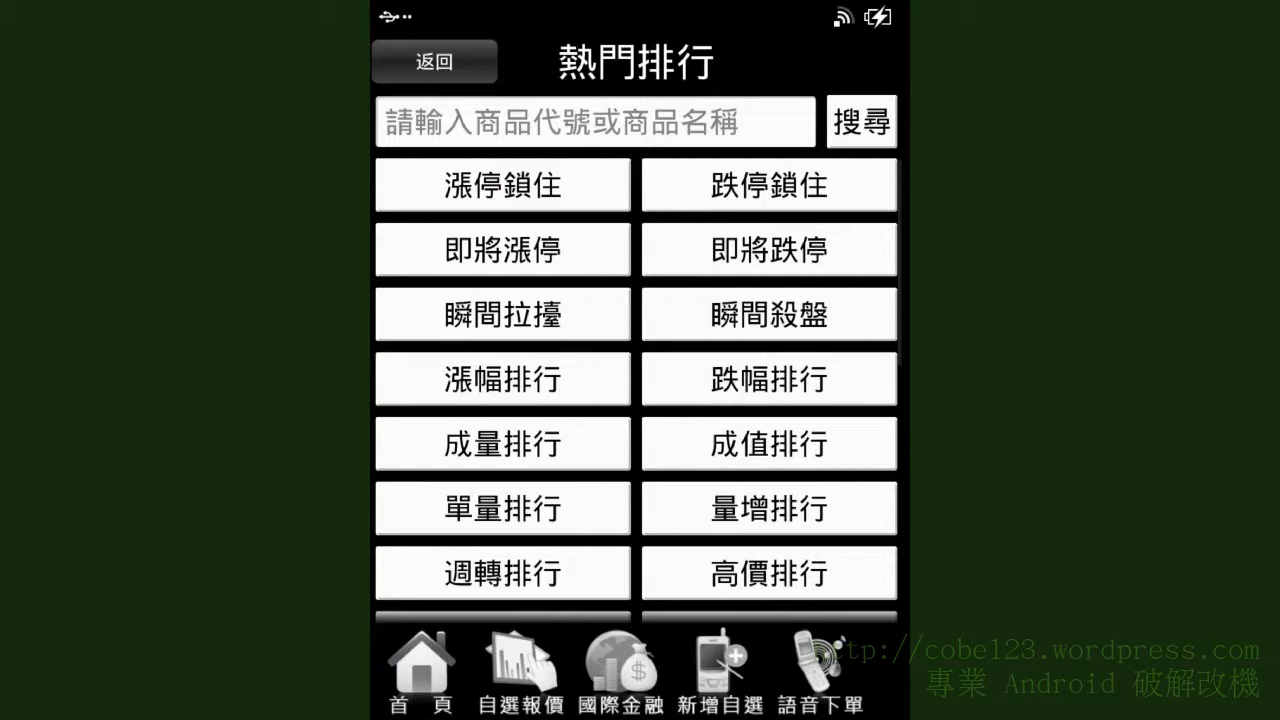 返回
熱門排行
請輸入商品代號或商品名稱
搜尋
漲停鎖住
跌停鎖住
即將漲停
即將跌停
瞬間拉擡
瞬間殺盤
漲幅排行
跌幅排行
成量排行
成值排行
單量排行
量增排行
週轉排行
高價排行
首 頁
自選報價
國際金融
新增自選
語音下單
http://cobe123.wordpress.com
專業 Android 破解改機